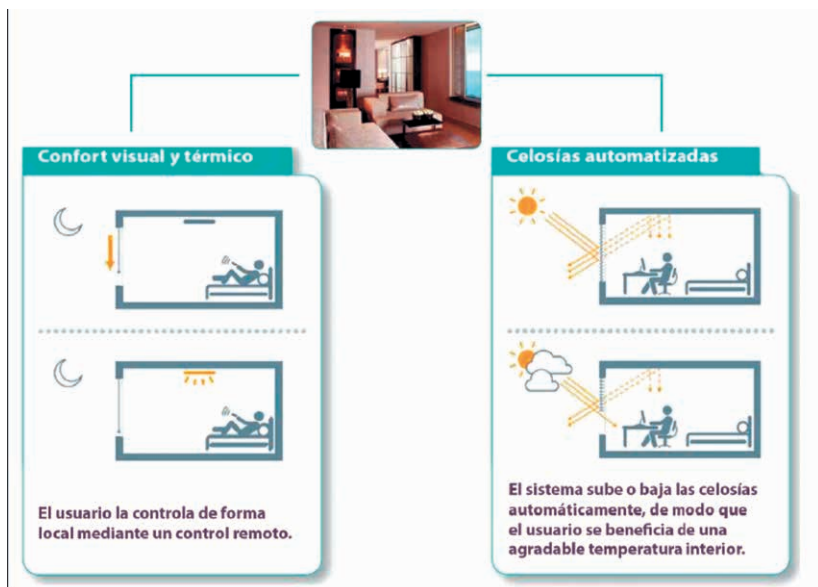 Confort visual y térmico
El usuario la controla de forma
local mediante un control remoto.
Celosías automatizadas
El sistema sube o baja las celosías
automáticamente, de modo que
el usuario se beneficia de una
agradable temperatura interior.